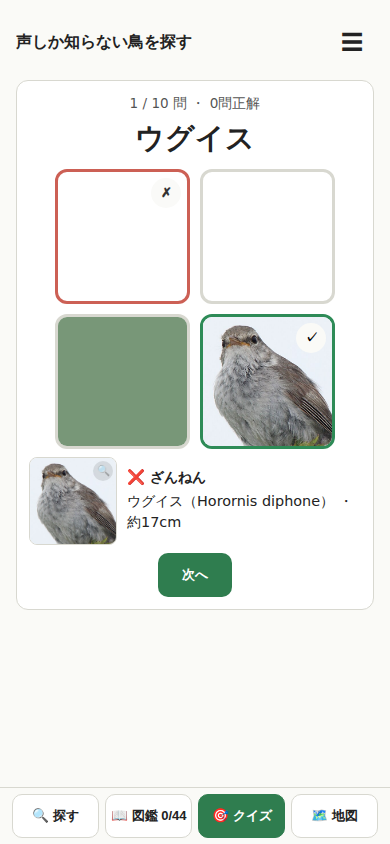 声しか知らない鳥を探す
☰
1 / 10 問 ・ 0問正解
ウグイス
✗
✓
❌ ざんねん
ウグイス（Horornis diphone） ・
約17cm
次へ
🔍 探す
📖 図鑑 0/44
🎯 クイズ
🗺️ 地図